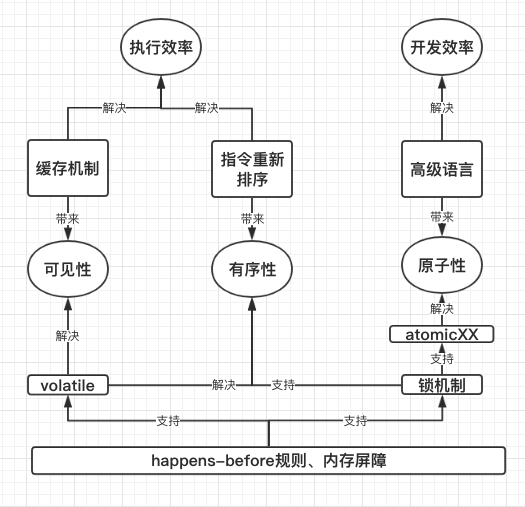 执行效率
开发效率
解决
解决
解决
缓存机制
指令重新
排序
高级语言
带来
带来
带来
可见性
有序性
原子性
解决
解决
atomicXX
支持
volatile
解决
支持
锁机制
支持
支持
happens-before规则、内存屏障